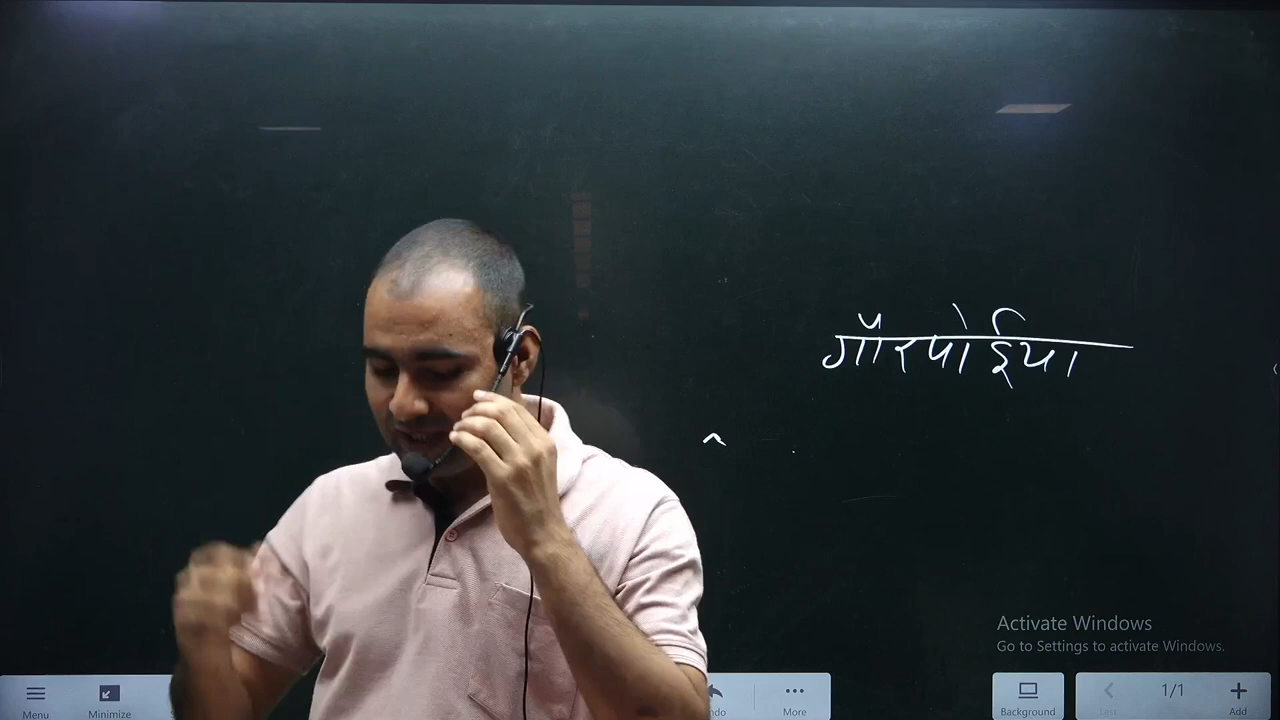 गॉरपोईया
Activate Windows
Go to Settings to activate Windows.
Menu
Minimize
More
Background
1/1
Add